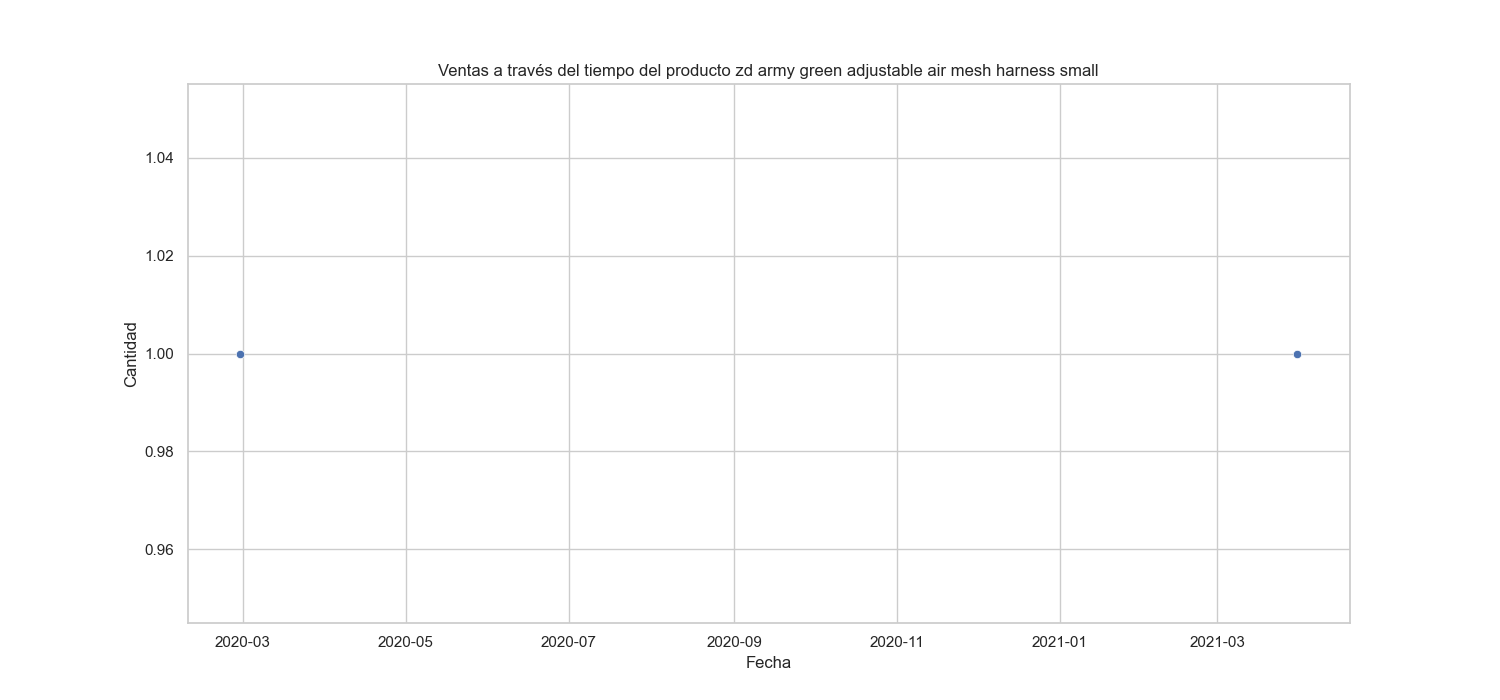 Ventas a través del tiempo del producto zd army green adjustable air mesh harness small
1.04
1.02
1.00
0.98
0.96
Cantidad
2020-03 2020-05 2020-07 2020-09 2020-11 2021-01 2021-03
Fecha